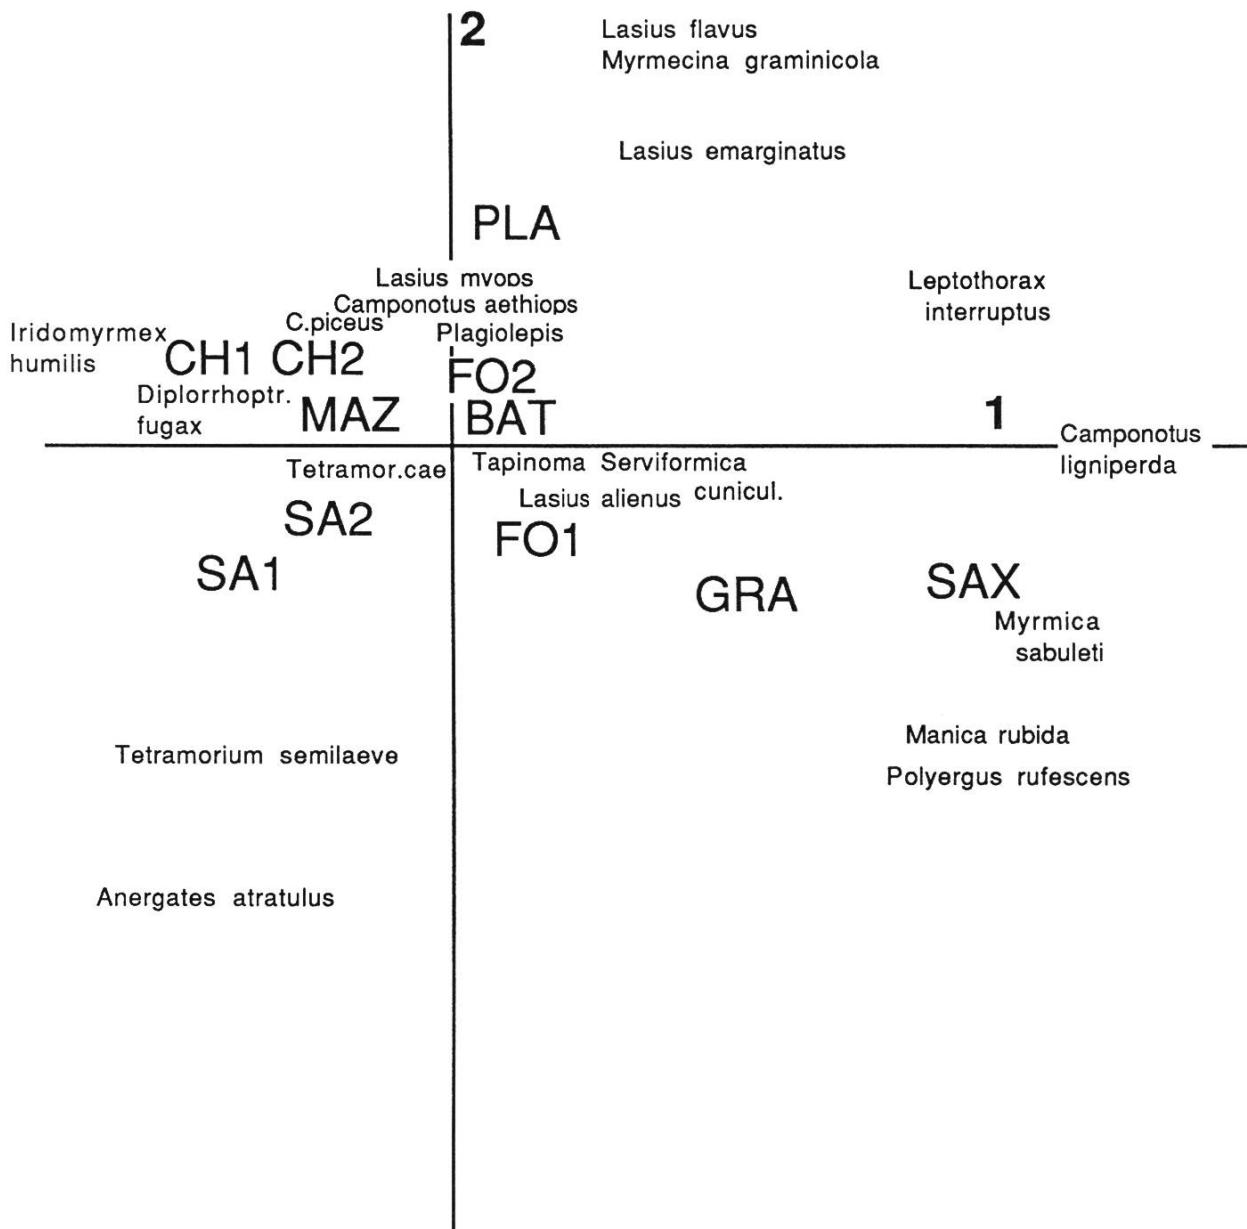 2
Lasius flavus
Myrmecina graminicola
Lasius emarginatus
PLA
Lasius myops
Camponotus aethiops
Leptothorax
interruptus
C.piceus
Plagiolepis
Iridomyrmex
humilis
CH1 CH2
FO2
Diplorrhoptr.
fugax
MAZ
BAT
1
Camponotus
ligniperda
Tetramor.cae
Tapinoma Serviformica
cunicul.
Lasius alienus
SA2
FO1
SA1
GRA
SAX
Myrmica
sabuleti
Manica rubida
Polyergus rufescens
Tetramorium semilaeve
Anergates atratulus